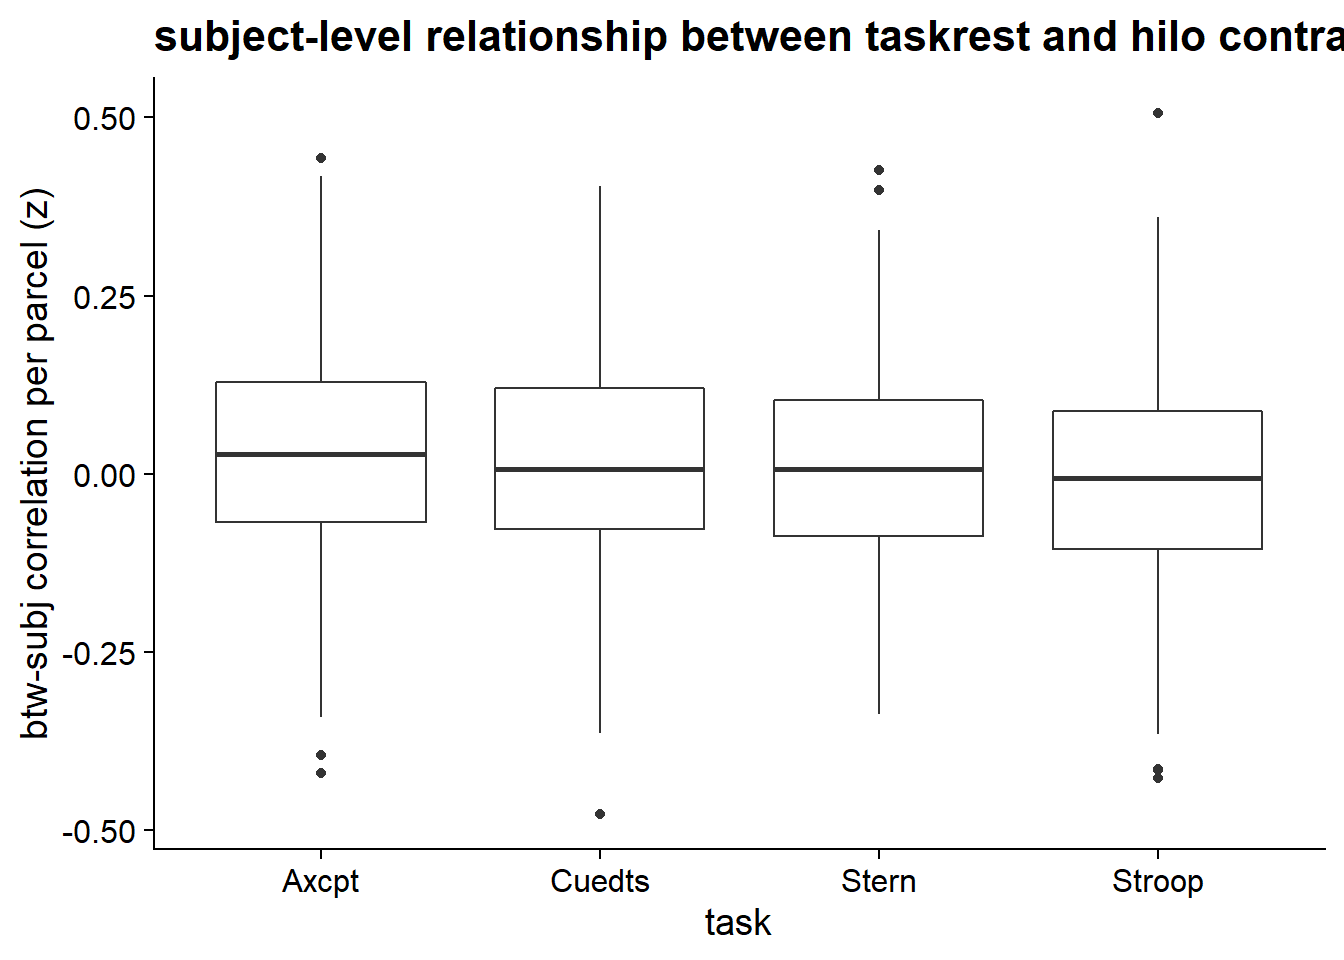 subject-level relationship between taskrest and hilo contra
btw-subj correlation per parcel (z)
0.50
0.25
0.00
-0.25
-0.50
Axcpt Cuedts Stern Stroop
task